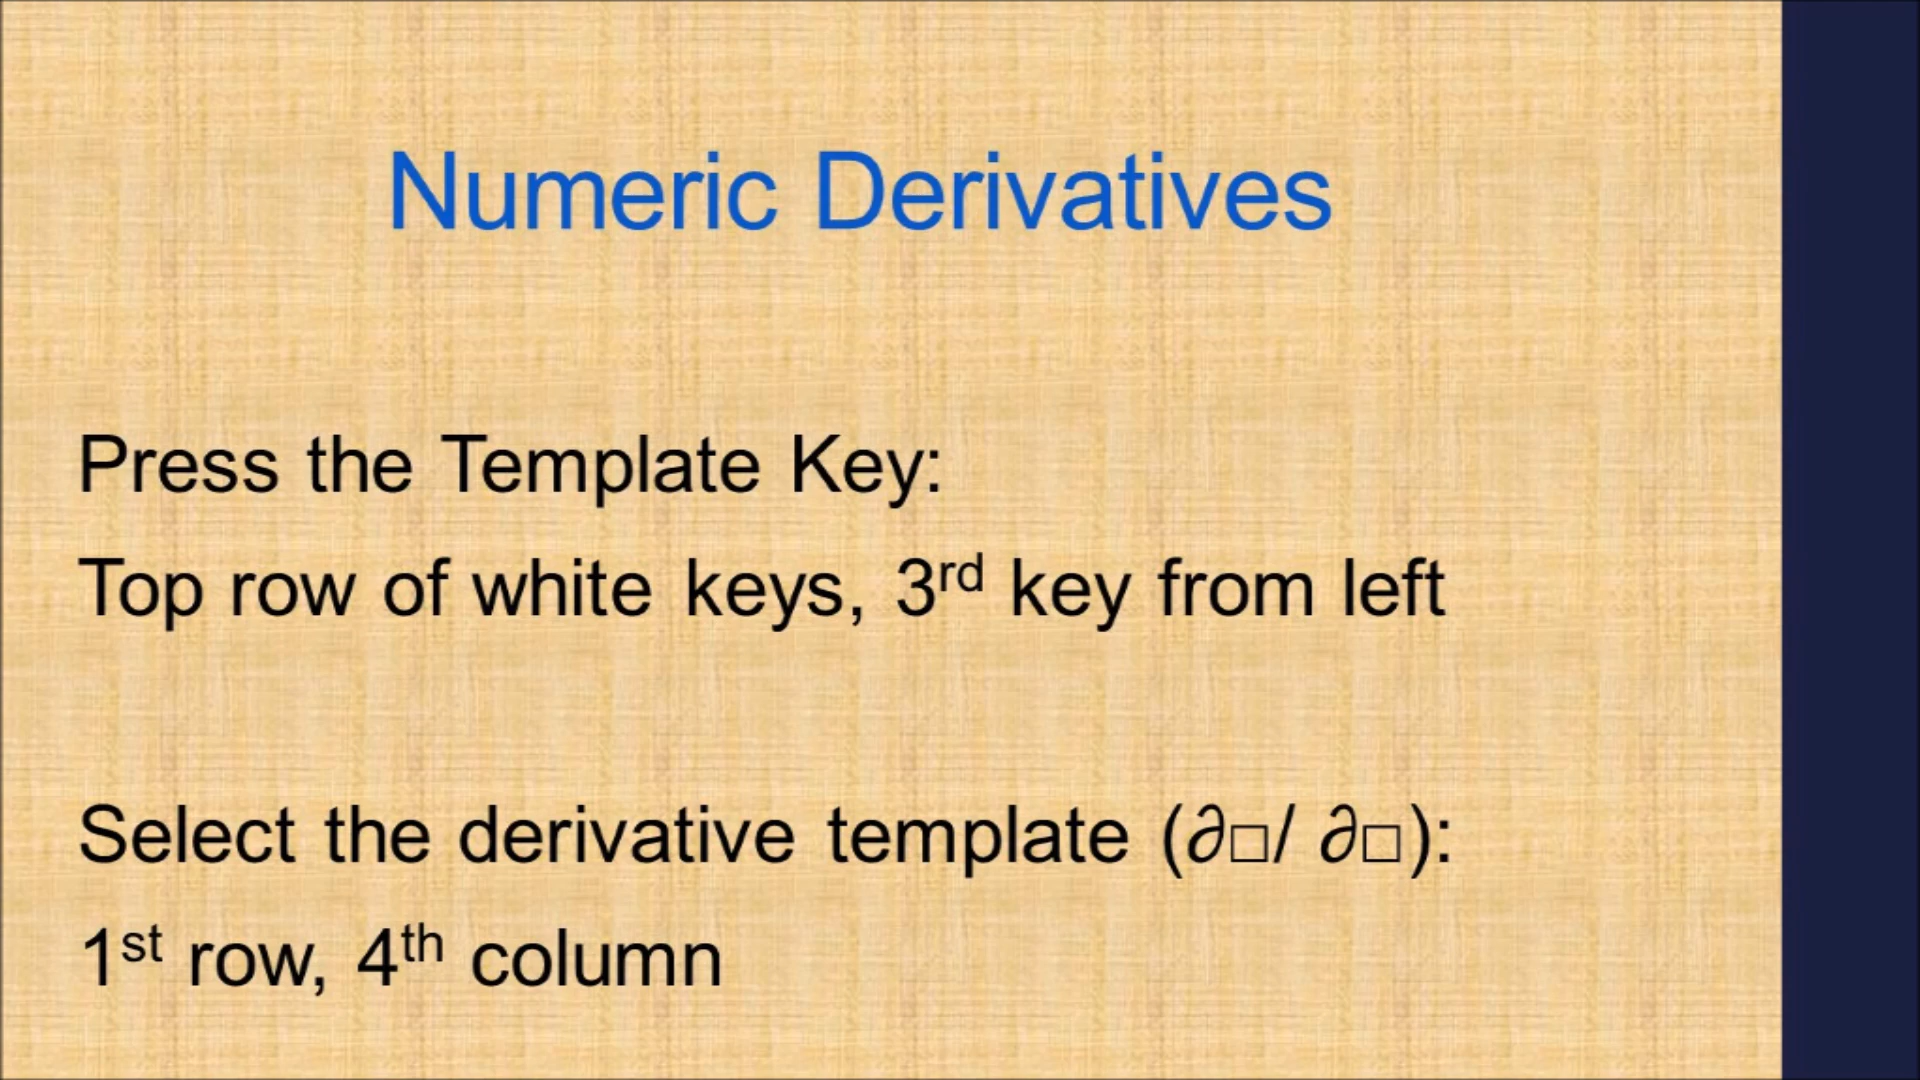 Numeric Derivatives
Press the Template Key:
Top row of white keys, 3rd key from left
Select the derivative template (∂□/ ∂□):
1st row, 4th column